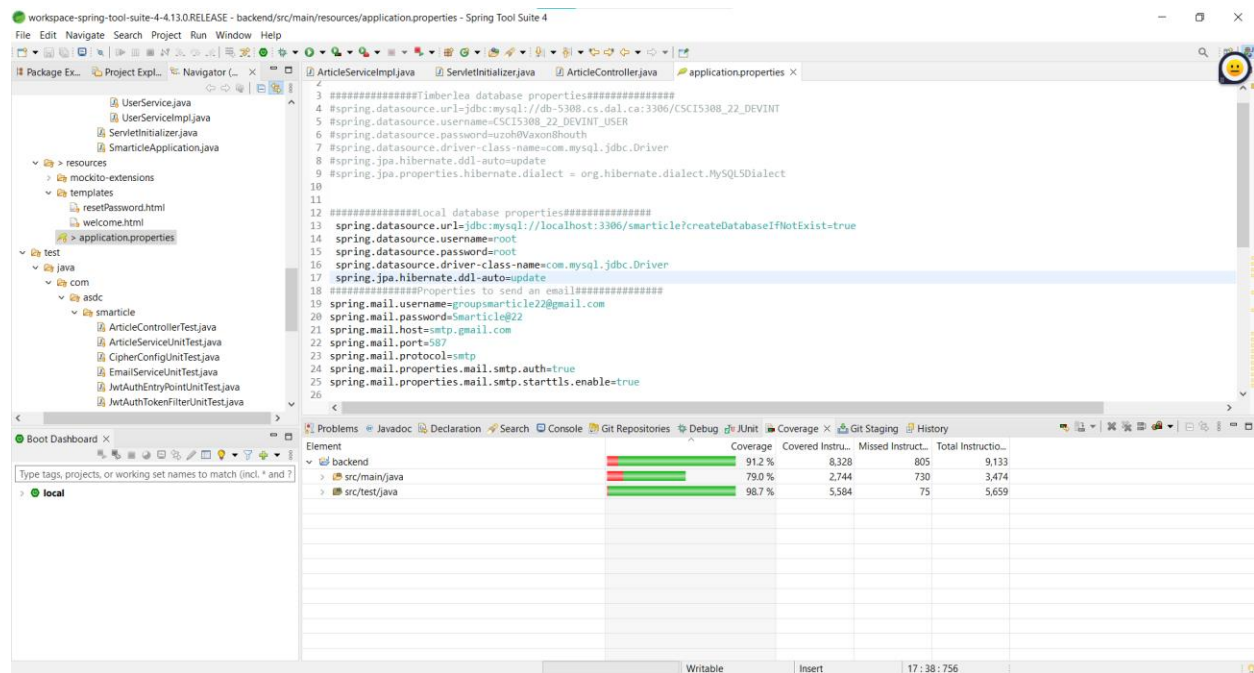 workspace-spring-tool-suite-4-4.13.0.RELEASE - backend/src/main/resources/application.properties - Spring Tool Suite 4
File Edit Navigate Search Project Run Window Help
Package Ex... Project Expl... Navigator (...
ArticleServiceImpl.java ServletInitializer.java ArticleController.java application.properties
UserService.java
UserServiceImpl.java
ServletInitializer.java
SmarticleApplication.java
> resources
mockito-extensions
templates
resetPassword.html
welcome.html
> application.properties
test
java
com
asdc
smarticle
ArticleControllerTest.java
ArticleServiceUnitTest.java
CipherConfigUnitTest.java
EmailServiceUnitTest.java
JwtAuthEntryPointUnitTest.java
JwtAuthTokenFilterUnitTest.java
2
3 ###############Timberlea database properties###############
4 #spring.datasource.url=jdbc:mysql://db-5308.cs.dal.ca:3306/CSCI5308_22_DEVINT
5 #spring.datasource.username=CSCI5308_22_DEVINT_USER
6 #spring.datasource.password=uzoh0Vaxon8houth
7 #spring.datasource.driver-class-name=com.mysql.jdbc.Driver
8 #spring.jpa.hibernate.ddl-auto=update
9 #spring.jpa.properties.hibernate.dialect = org.hibernate.dialect.MySQL5Dialect
10
11
12 ###############Local database properties###############
13 spring.datasource.url=jdbc:mysql://localhost:3306/smarticle?createDatabaseIfNotExist=true
14 spring.datasource.username=root
15 spring.datasource.password=root
16 spring.datasource.driver-class-name=com.mysql.jdbc.Driver
17 spring.jpa.hibernate.ddl-auto=update
18 ###############Properties to send an email###############
19 spring.mail.username=groupsmarticle22@gmail.com
20 spring.mail.password=Smarticle@22
21 spring.mail.host=smtp.gmail.com
22 spring.mail.port=587
23 spring.mail.protocol=smtp
24 spring.mail.properties.mail.smtp.auth=true
25 spring.mail.properties.mail.smtp.starttls.enable=true
26
Boot Dashboard
Type tags, projects, or working set names to match (incl. * and ?
local
Problems Javadoc Declaration Search Console Git Repositories Debug JUnit Coverage Git Staging History
Element Coverage Covered Instru... Missed Instruct... Total Instructio...
backend 91.2 % 8,328 805 9,133
src/main/java 79.0 % 2,744 730 3,474
src/test/java 98.7 % 5,584 75 5,659
Writable Insert 17 : 38 : 756